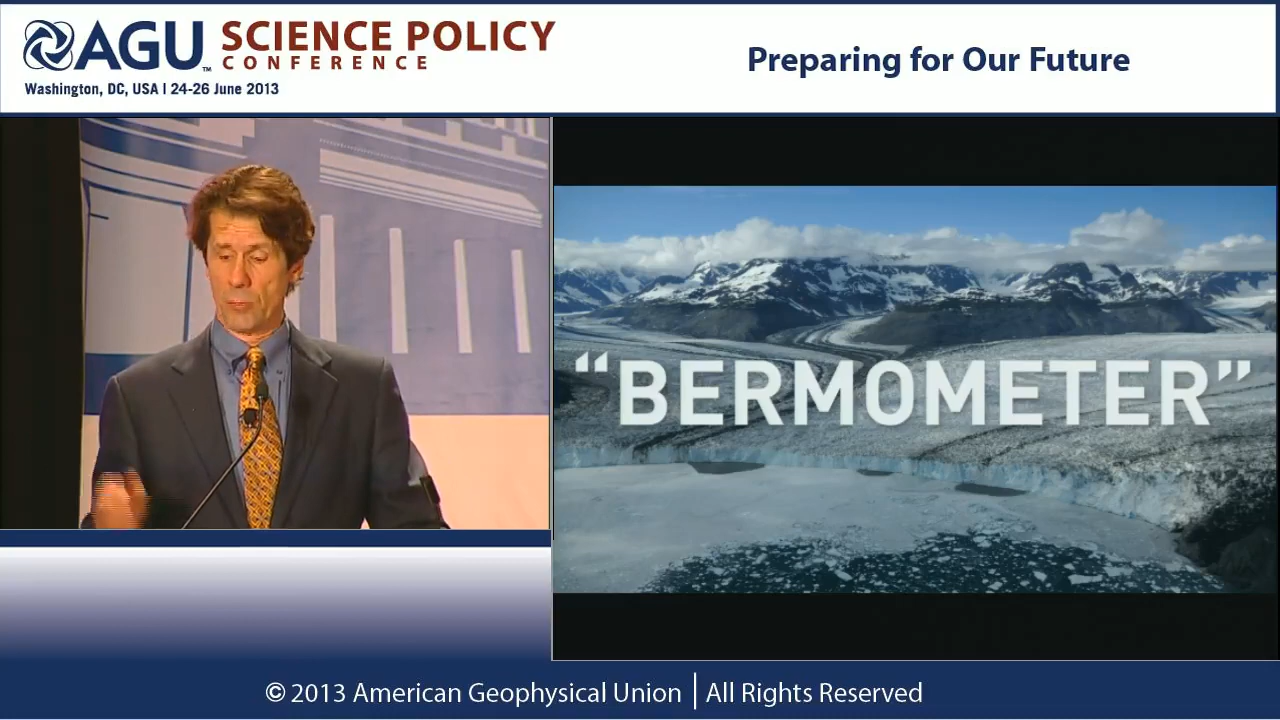 AGU
TM
SCIENCE POLICY
CONFERENCE
Washington, DC, USA | 24-26 June 2013
Preparing for Our Future
“BERMOMETER”
© 2013 American Geophysical Union | All Rights Reserved